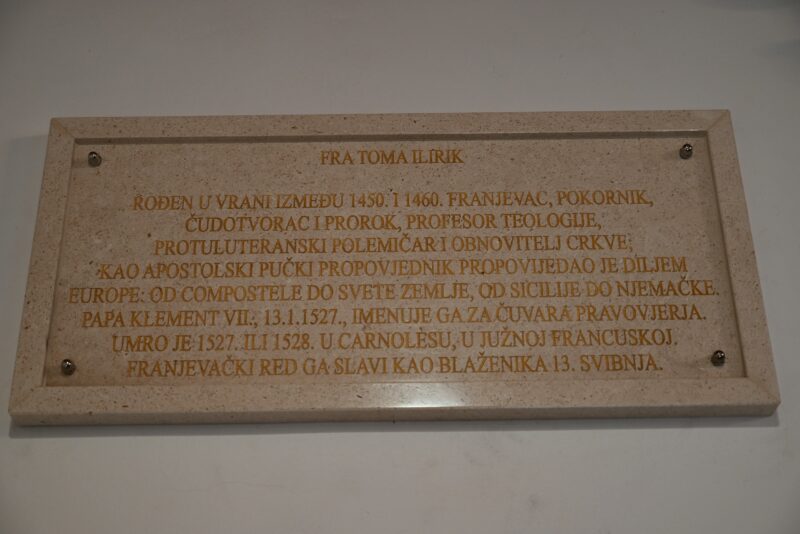 FRA TOMA ILIRIK
ROĐEN U VRANI IZMEĐU 1450. I 1460. FRANJEVAC, POKORNIK,
ČUDOTVORAC I PROROK, PROFESOR TEOLOGIJE,
PROTULUTERANSKI POLEMIČAR I OBNOVITELJ CRKVE;
KAO APOSTOLSKI PUČKI PROPOVJEDNIK PROPOVIJEDAO JE DILJEM
EUROPE: OD COMPOSTELE DO SVETE ZEMLJE, OD SICILIJE DO NJEMAČKE.
PAPA KLEMENT VII., 13.1.1527., IMENUJE GA ZA ČUVARA PRAVOVJERJA.
UMRO JE 1527. ILI 1528. U CARNOLESU, U JUŽNOJ FRANCUSKOJ.
FRANJEVAČKI RED GA SLAVI KAO BLAŽENIKA 13. SVIBNJA.